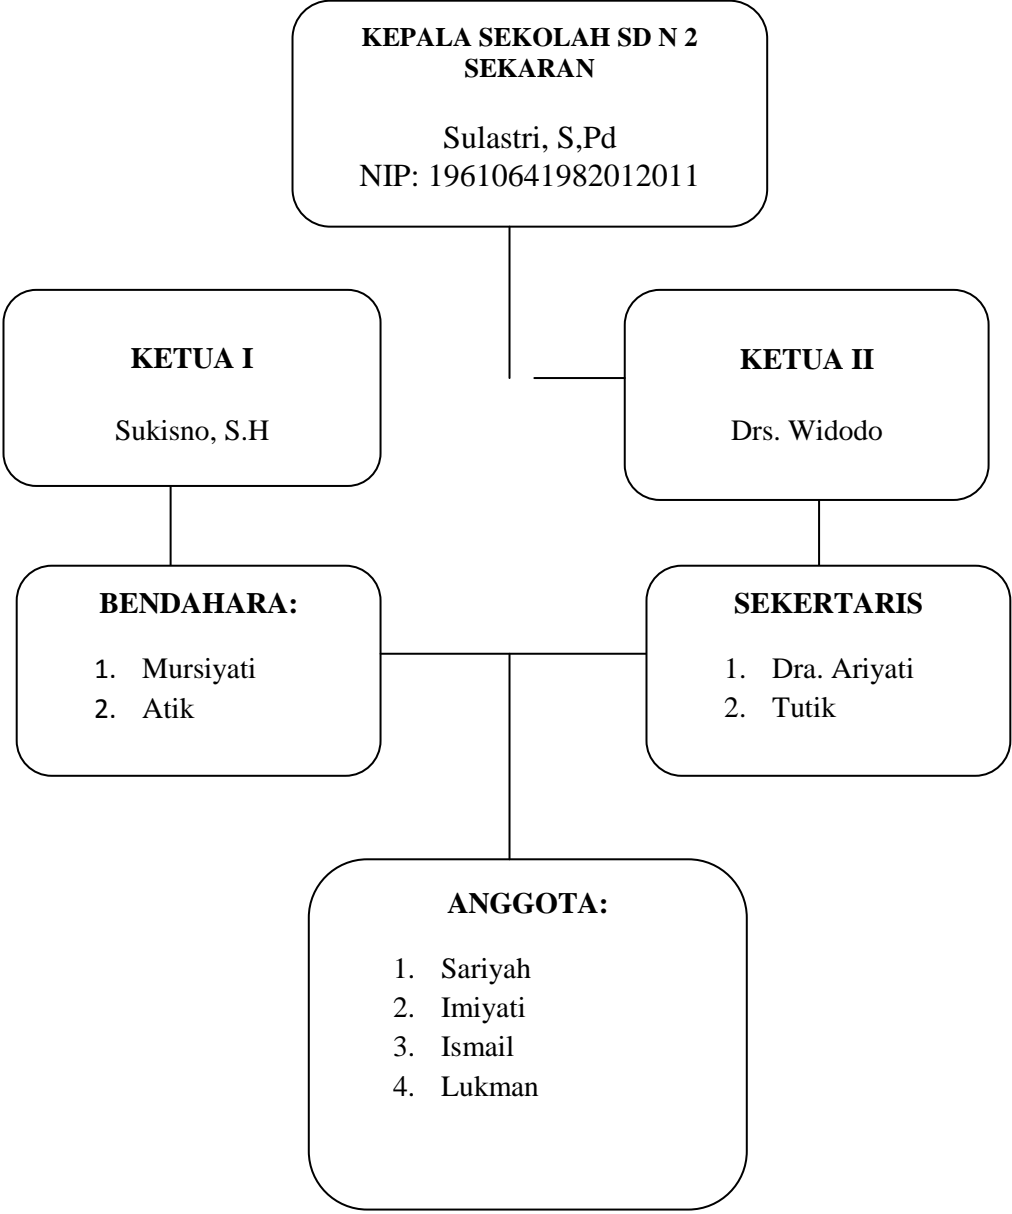 KEPALA SEKOLAH SD N 2
SEKARAN
Sulastri, S,Pd
NIP: 19610641982012011
KETUA I
Sukisno, S.H
KETUA II
Drs. Widodo
BENDAHARA:
1. Mursiyati
2. Atik
SEKERTARIS
1. Dra. Ariyati
2. Tutik
ANGGOTA:
1. Sariyah
2. Imiyati
3. Ismail
4. Lukman